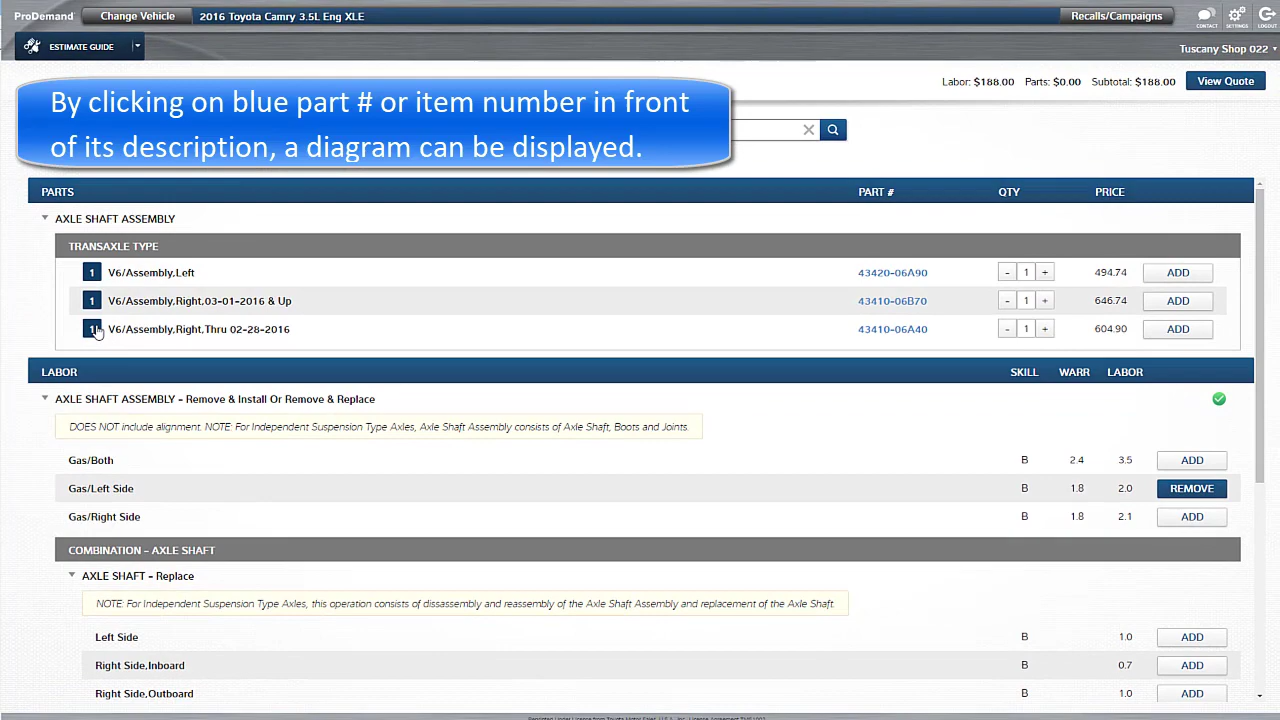 ProDemand Change Vehicle 2016 Toyota Camry 3.5L Eng XLE Recalls/Campaigns CONTACT SETTINGS LOGOUT
ESTIMATE GUIDE Tuscany Shop 022
Labor: $188.00 Parts: $0.00 Subtotal: $188.00 View Quote
By clicking on blue part # or item number in front
of its description, a diagram can be displayed.
PARTS PART # QTY PRICE
AXLE SHAFT ASSEMBLY
TRANSAXLE TYPE
1 V6/Assembly,Left 43420-06A90 - 1 + 494.74 ADD
1 V6/Assembly,Right,03-01-2016 & Up 43410-06B70 - 1 + 646.74 ADD
1 V6/Assembly,Right,Thru 02-28-2016 43410-06A40 - 1 + 604.90 ADD
LABOR SKILL WARR LABOR
AXLE SHAFT ASSEMBLY - Remove & Install Or Remove & Replace
DOES NOT include alignment. NOTE: For Independent Suspension Type Axles, Axle Shaft Assembly consists of Axle Shaft, Boots and Joints.
Gas/Both B 2.4 3.5 ADD
Gas/Left Side B 1.8 2.0 REMOVE
Gas/Right Side B 1.8 2.1 ADD
COMBINATION - AXLE SHAFT
AXLE SHAFT - Replace
NOTE: For Independent Suspension Type Axles, this operation consists of dissassembly and reassembly of the Axle Shaft Assembly and replacement of the Axle Shaft.
Left Side B 1.0 ADD
Right Side,Inboard B 0.7 ADD
Right Side,Outboard B 1.0 ADD